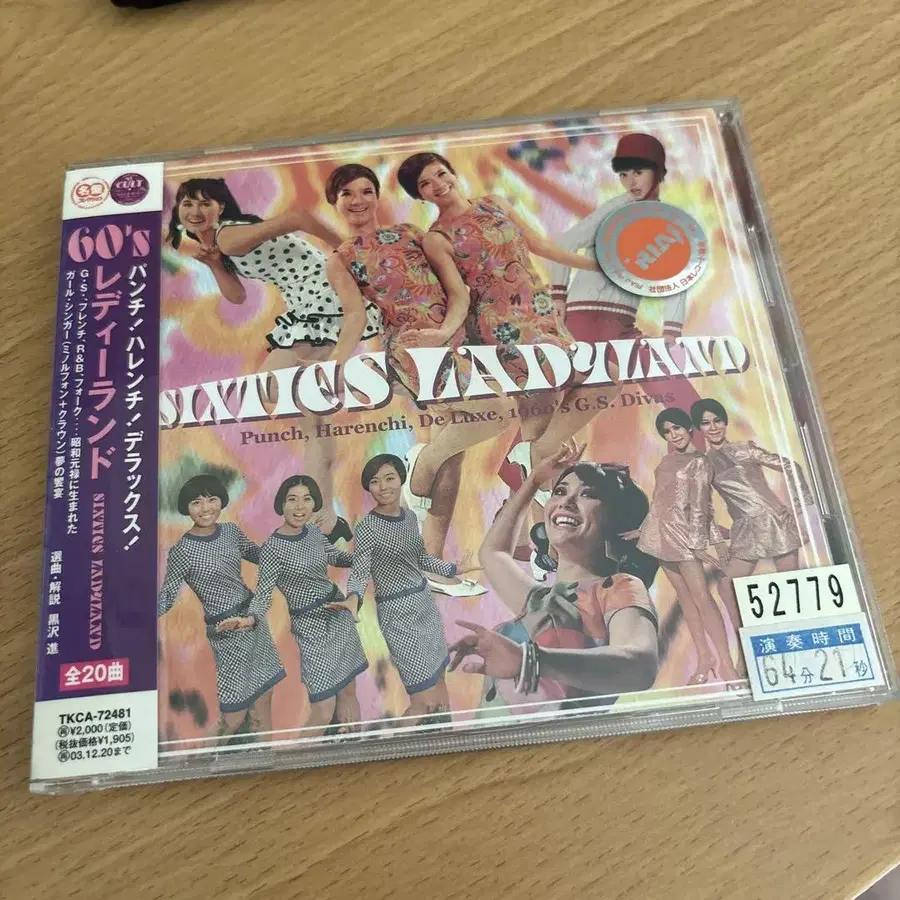 名盤
CULT
60's レディーランド SIXTIES LADYLAND
パンチ!ハレンチ!デラックス!
G.S.、フレンチ、R&B、フォーク…昭和元禄に生まれた
ガール・シンガー(ミノルフォン+クラウン)夢の饗宴
選曲・解説 黒沢 進
全20曲
TKCA-72481
¥2,000(定価)
(税抜価格¥1,905)
03.12.20まで
RIAJ
SIXTIES LADYLAND
Punch, Harenchi, De Luxe, 1960's G.S. Divas
52779
演奏時間
64分21秒